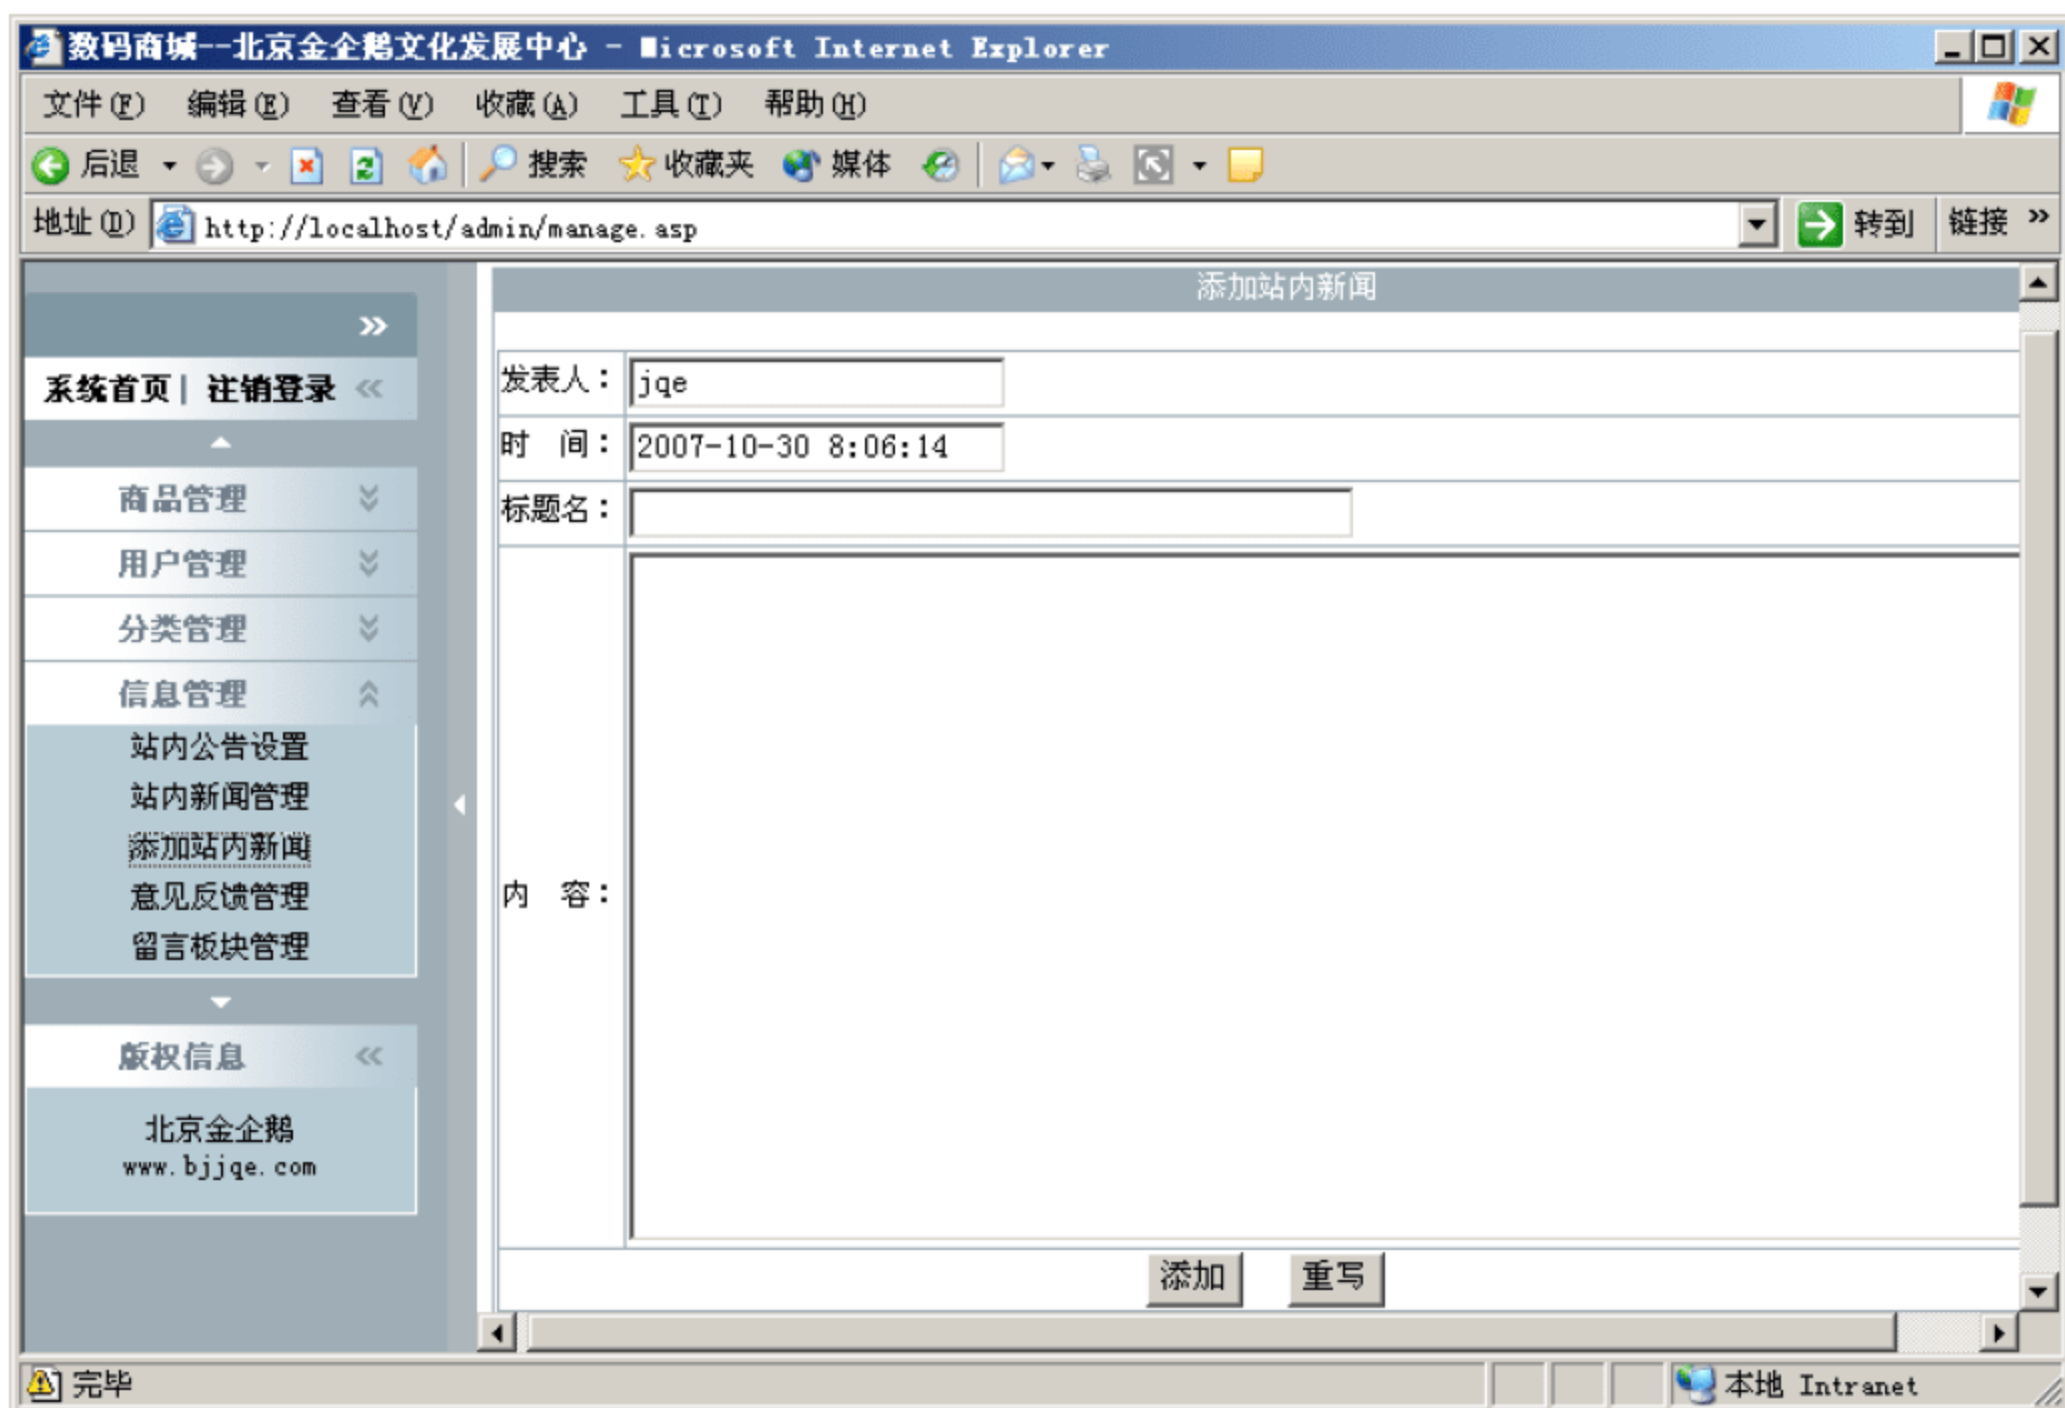 数码商城--北京金企鹅文化发展中心 - Microsoft Internet Explorer
文件(F) 编辑(E) 查看(V) 收藏(A) 工具(T) 帮助(H)
后退 搜索 收藏夹 媒体
地址(D) http://localhost/admin/manage.asp 转到 链接 »
系统首页| 注销登录
商品管理
用户管理
分类管理
信息管理
站内公告设置
站内新闻管理
添加站内新闻
意见反馈管理
留言板块管理
版权信息
北京金企鹅
www.bjjqe.com
添加站内新闻
发表人： jqe
时 间： 2007-10-30 8:06:14
标题名：
内 容：
添加 重写
完毕 本地 Intranet